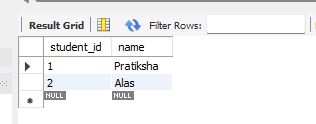 Result Grid Filter Rows:
student_id name
1 Pratiksha
2 Alas
NULL NULL